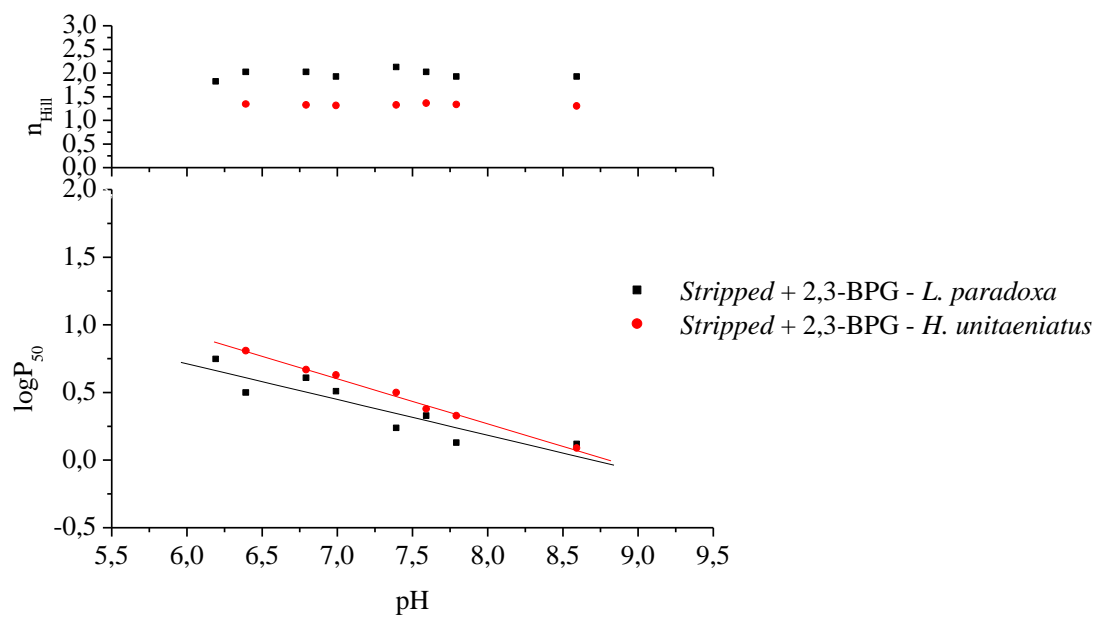 3,0
2,5
2,0
1,5
1,0
0,5
0,0
n_Hill
2,0
1,5
1,0
0,5
0,0
-0,5
logP_50
Stripped + 2,3-BPG - L. paradoxa
Stripped + 2,3-BPG - H. unitaeniatus
5,5 6,0 6,5 7,0 7,5 8,0 8,5 9,0 9,5
pH